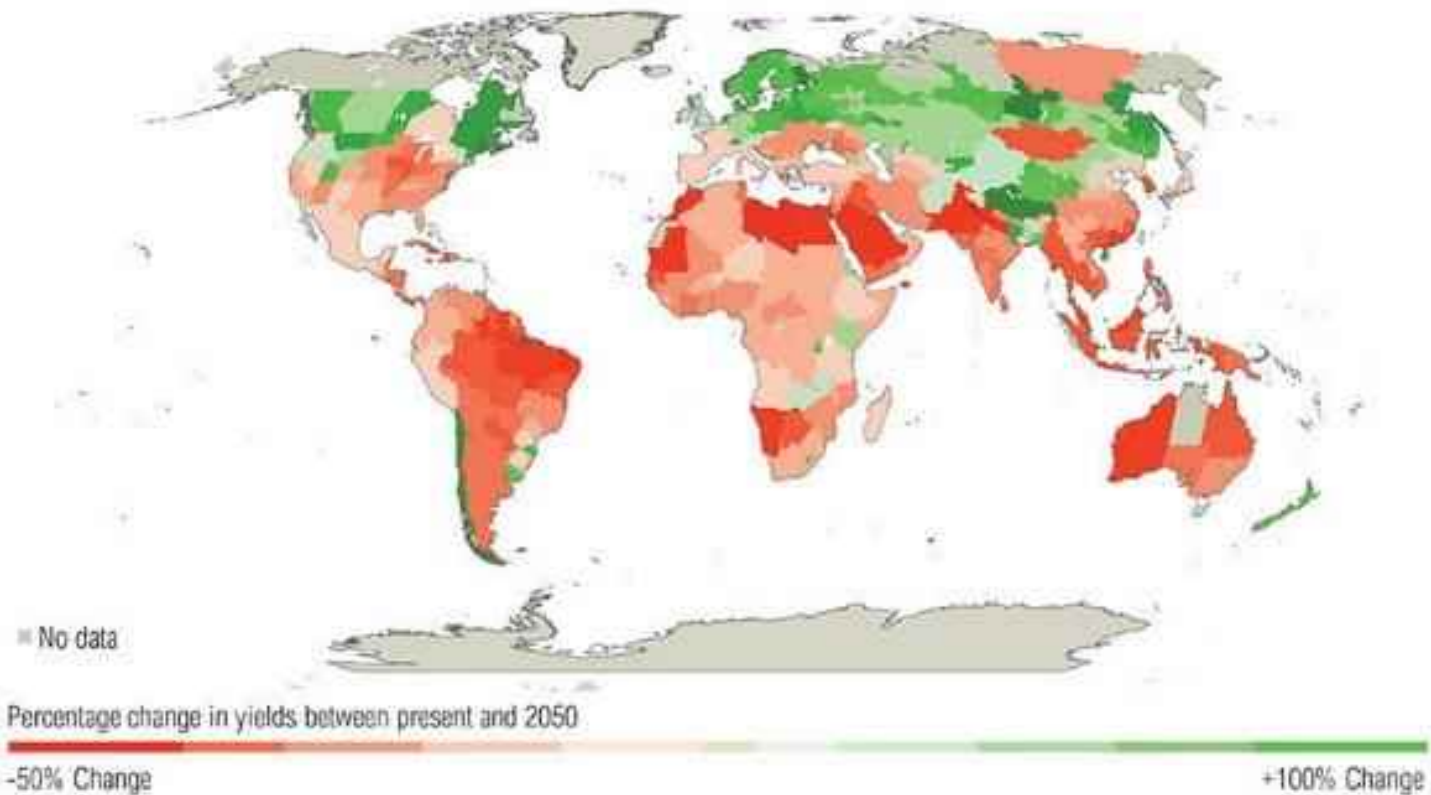 No data
Percentage change in yields between present and 2050
-50% Change
+100% Change